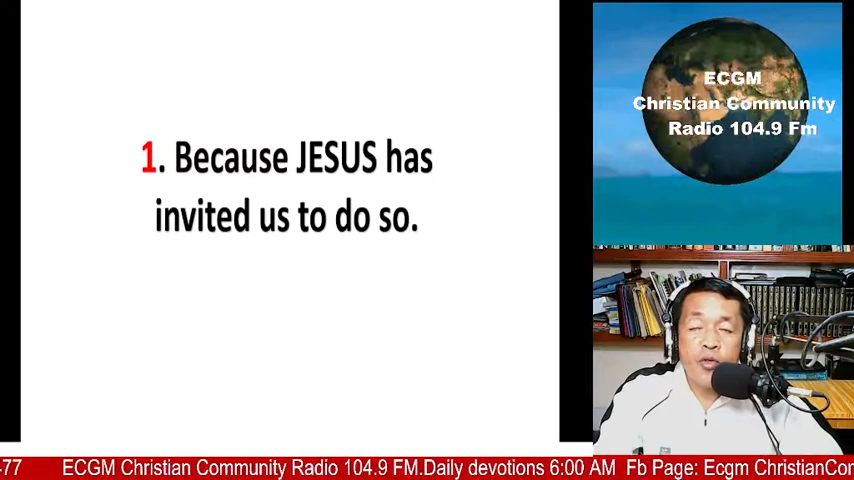 1. Because JESUS has
invited us to do so.
ECGM
Christian Community
Radio 104.9 Fm
-77 ECGM Christian Community Radio 104.9 FM.Daily devotions 6:00 AM Fb Page: Ecgm ChristianCom